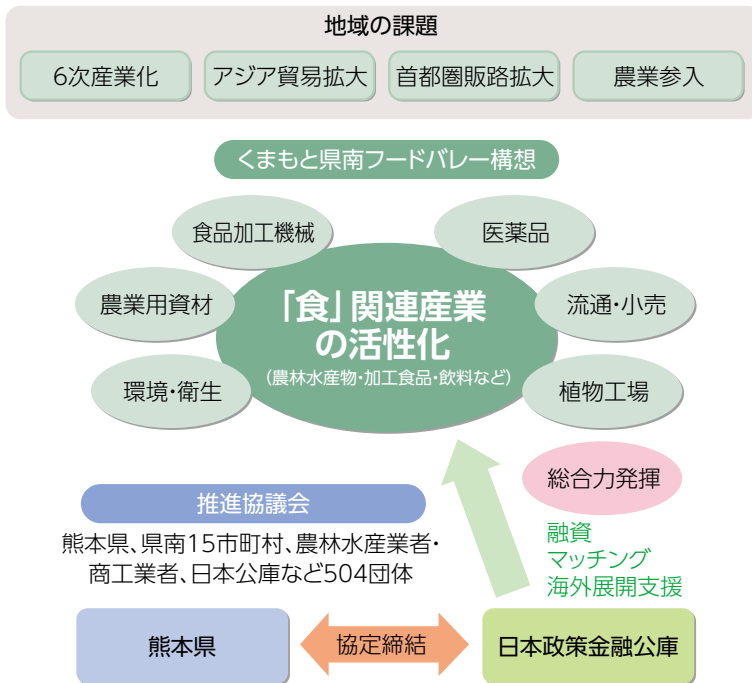 地域の課題
6次産業化
アジア貿易拡大
首都圏販路拡大
農業参入
くまもと県南フードバレー構想
食品加工機械
医薬品
農業用資材
「食」関連産業
の活性化
(農林水産物・加工食品・飲料など)
流通・小売
環境・衛生
植物工場
総合力発揮
推進協議会
熊本県、県南15市町村、農林水産業者・
商工業者、日本公庫など504団体
融資
マッチング
海外展開支援
熊本県
協定締結
日本政策金融公庫